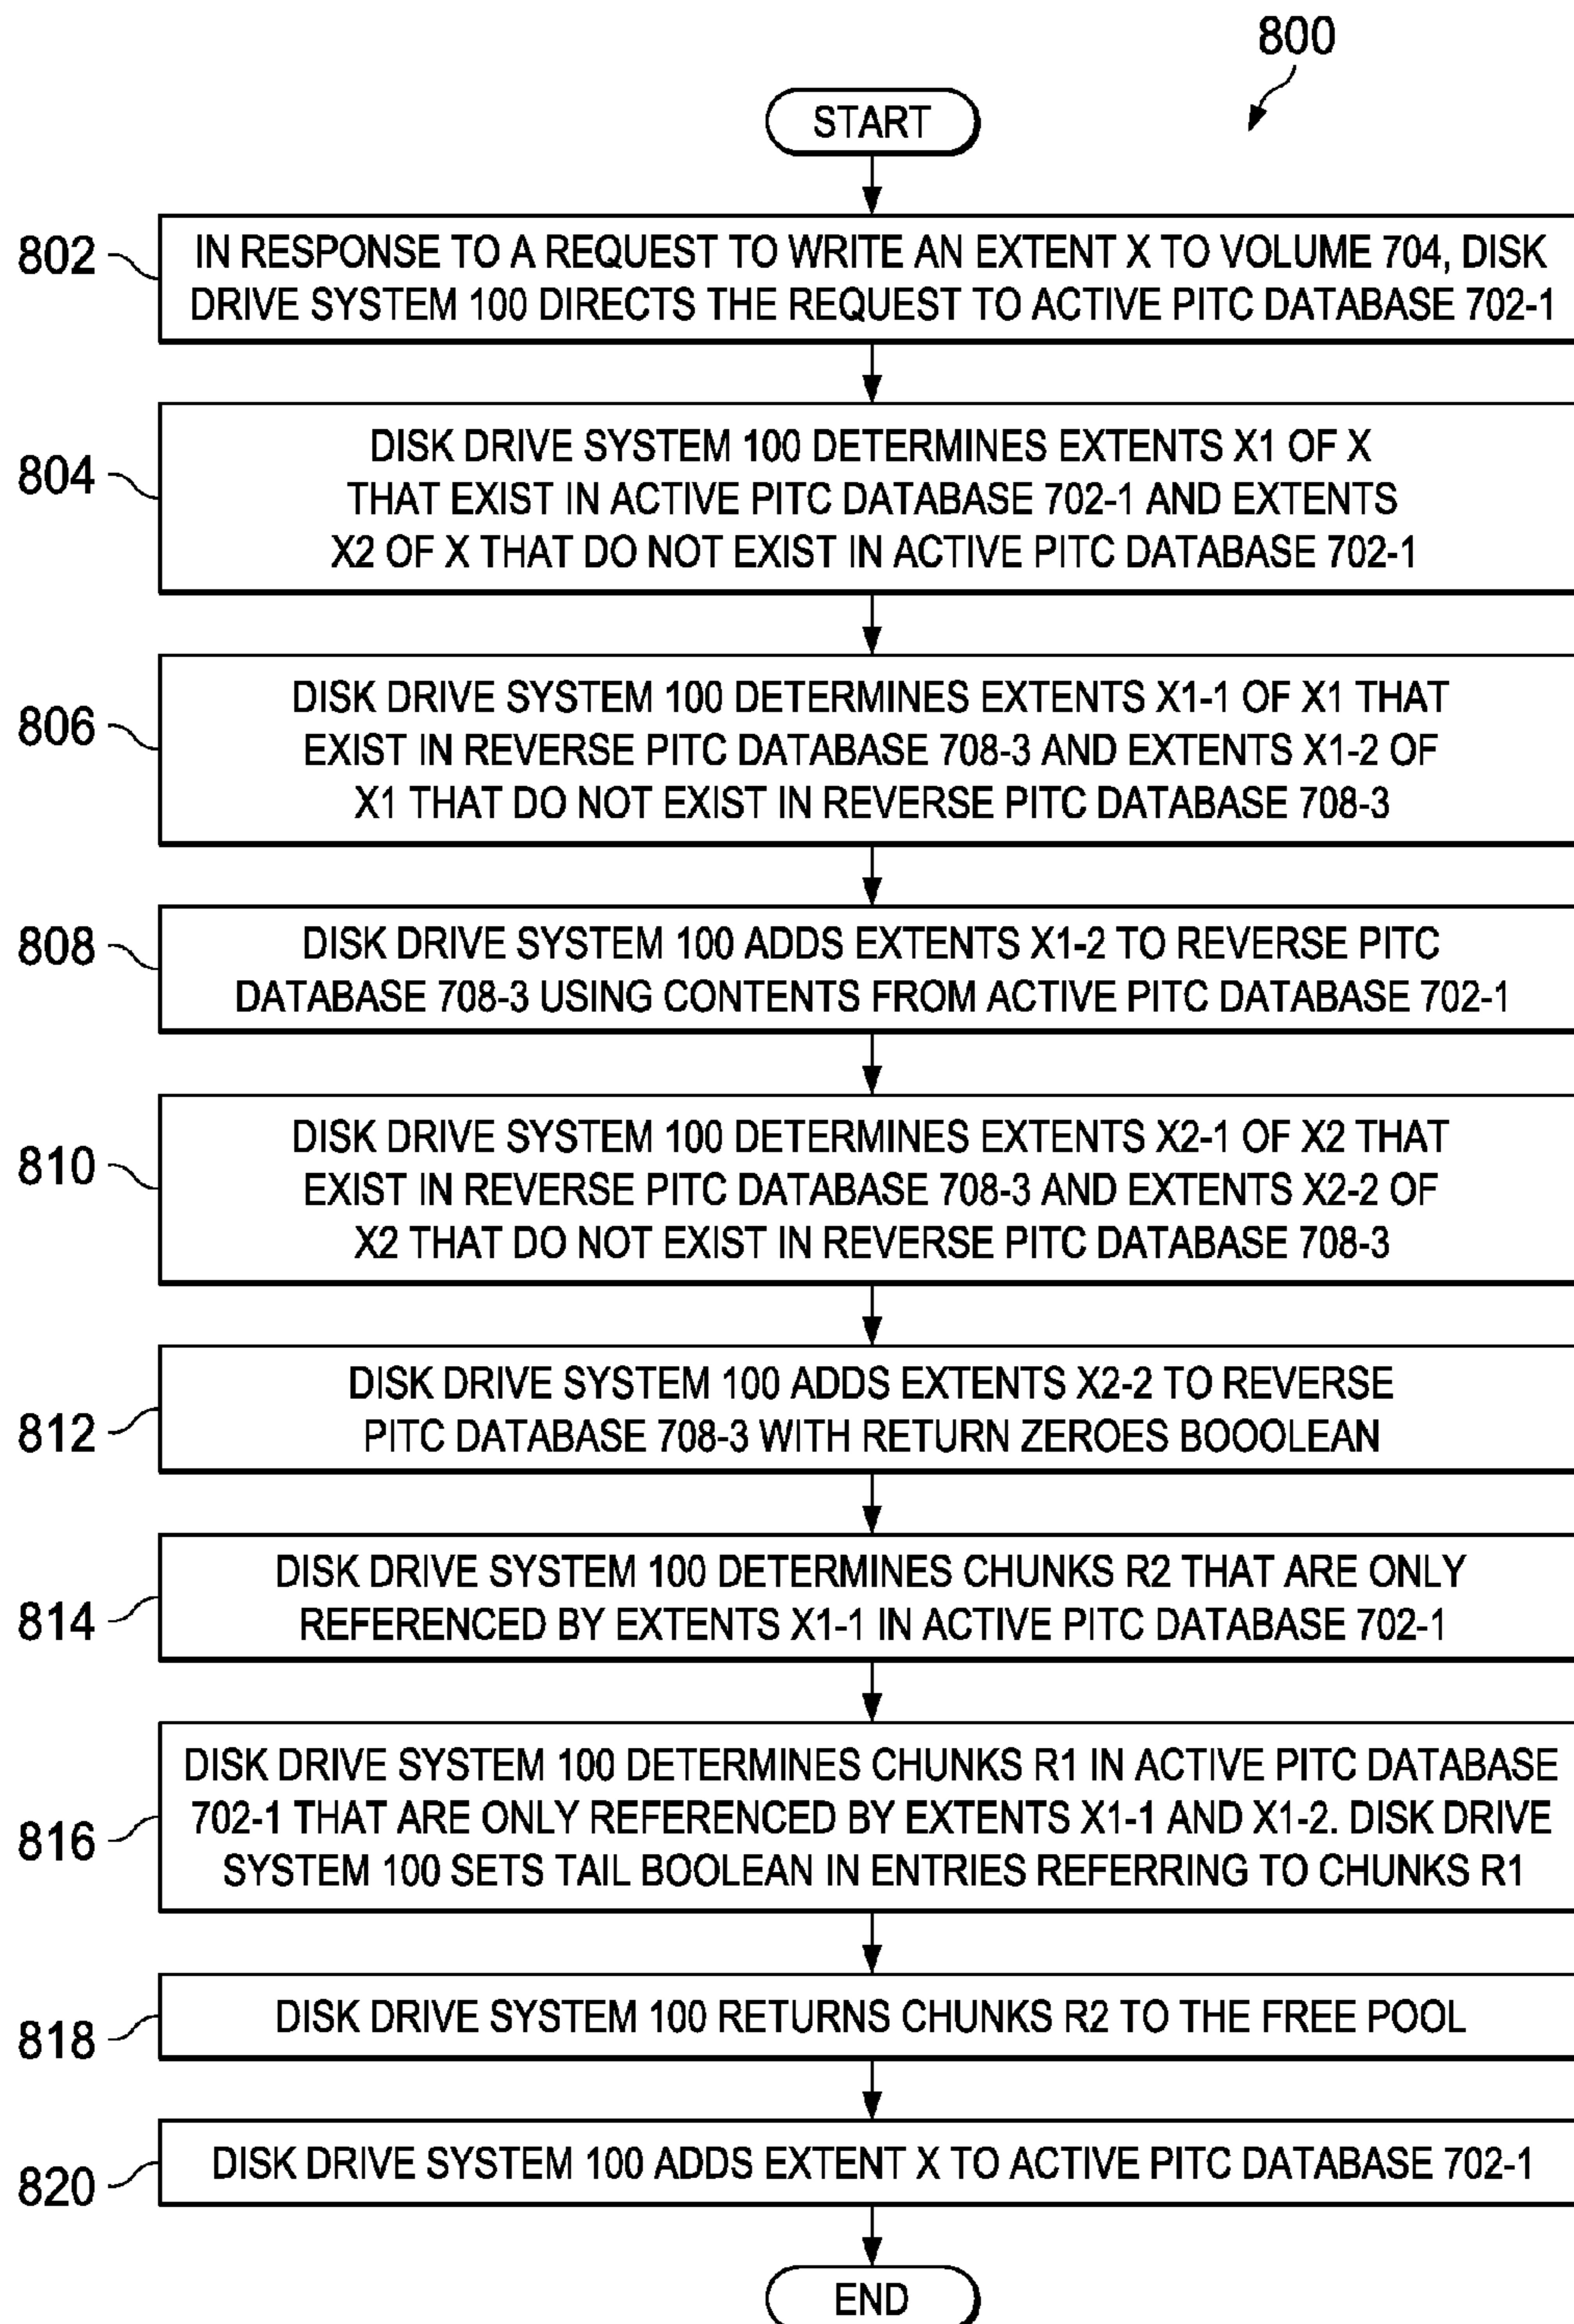 800
START
802
IN RESPONSE TO A REQUEST TO WRITE AN EXTENT X TO VOLUME 704, DISK
DRIVE SYSTEM 100 DIRECTS THE REQUEST TO ACTIVE PITC DATABASE 702-1
804
DISK DRIVE SYSTEM 100 DETERMINES EXTENTS X1 OF X
THAT EXIST IN ACTIVE PITC DATABASE 702-1 AND EXTENTS
X2 OF X THAT DO NOT EXIST IN ACTIVE PITC DATABASE 702-1
806
DISK DRIVE SYSTEM 100 DETERMINES EXTENTS X1-1 OF X1 THAT
EXIST IN REVERSE PITC DATABASE 708-3 AND EXTENTS X1-2 OF
X1 THAT DO NOT EXIST IN REVERSE PITC DATABASE 708-3
808
DISK DRIVE SYSTEM 100 ADDS EXTENTS X1-2 TO REVERSE PITC
DATABASE 708-3 USING CONTENTS FROM ACTIVE PITC DATABASE 702-1
810
DISK DRIVE SYSTEM 100 DETERMINES EXTENTS X2-1 OF X2 THAT
EXIST IN REVERSE PITC DATABASE 708-3 AND EXTENTS X2-2 OF
X2 THAT DO NOT EXIST IN REVERSE PITC DATABASE 708-3
812
DISK DRIVE SYSTEM 100 ADDS EXTENTS X2-2 TO REVERSE
PITC DATABASE 708-3 WITH RETURN ZEROES BOOOLEAN
814
DISK DRIVE SYSTEM 100 DETERMINES CHUNKS R2 THAT ARE ONLY
REFERENCED BY EXTENTS X1-1 IN ACTIVE PITC DATABASE 702-1
816
DISK DRIVE SYSTEM 100 DETERMINES CHUNKS R1 IN ACTIVE PITC DATABASE
702-1 THAT ARE ONLY REFERENCED BY EXTENTS X1-1 AND X1-2. DISK DRIVE
SYSTEM 100 SETS TAIL BOOLEAN IN ENTRIES REFERRING TO CHUNKS R1
818
DISK DRIVE SYSTEM 100 RETURNS CHUNKS R2 TO THE FREE POOL
820
DISK DRIVE SYSTEM 100 ADDS EXTENT X TO ACTIVE PITC DATABASE 702-1
END